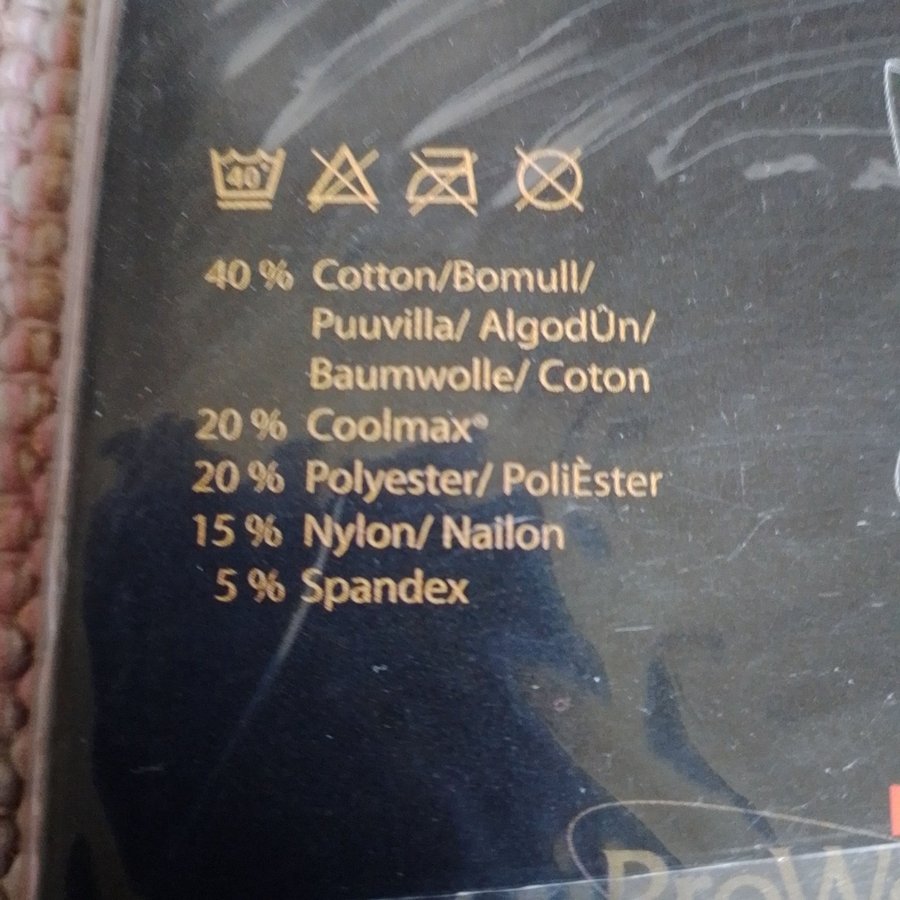 40°
40 % Cotton/Bomull/
Puuvilla/ AlgodÛn/
Baumwolle/ Coton
20 % Coolmax®
20 % Polyester/ PoliÈster
15 % Nylon/ Nailon
5 % Spandex